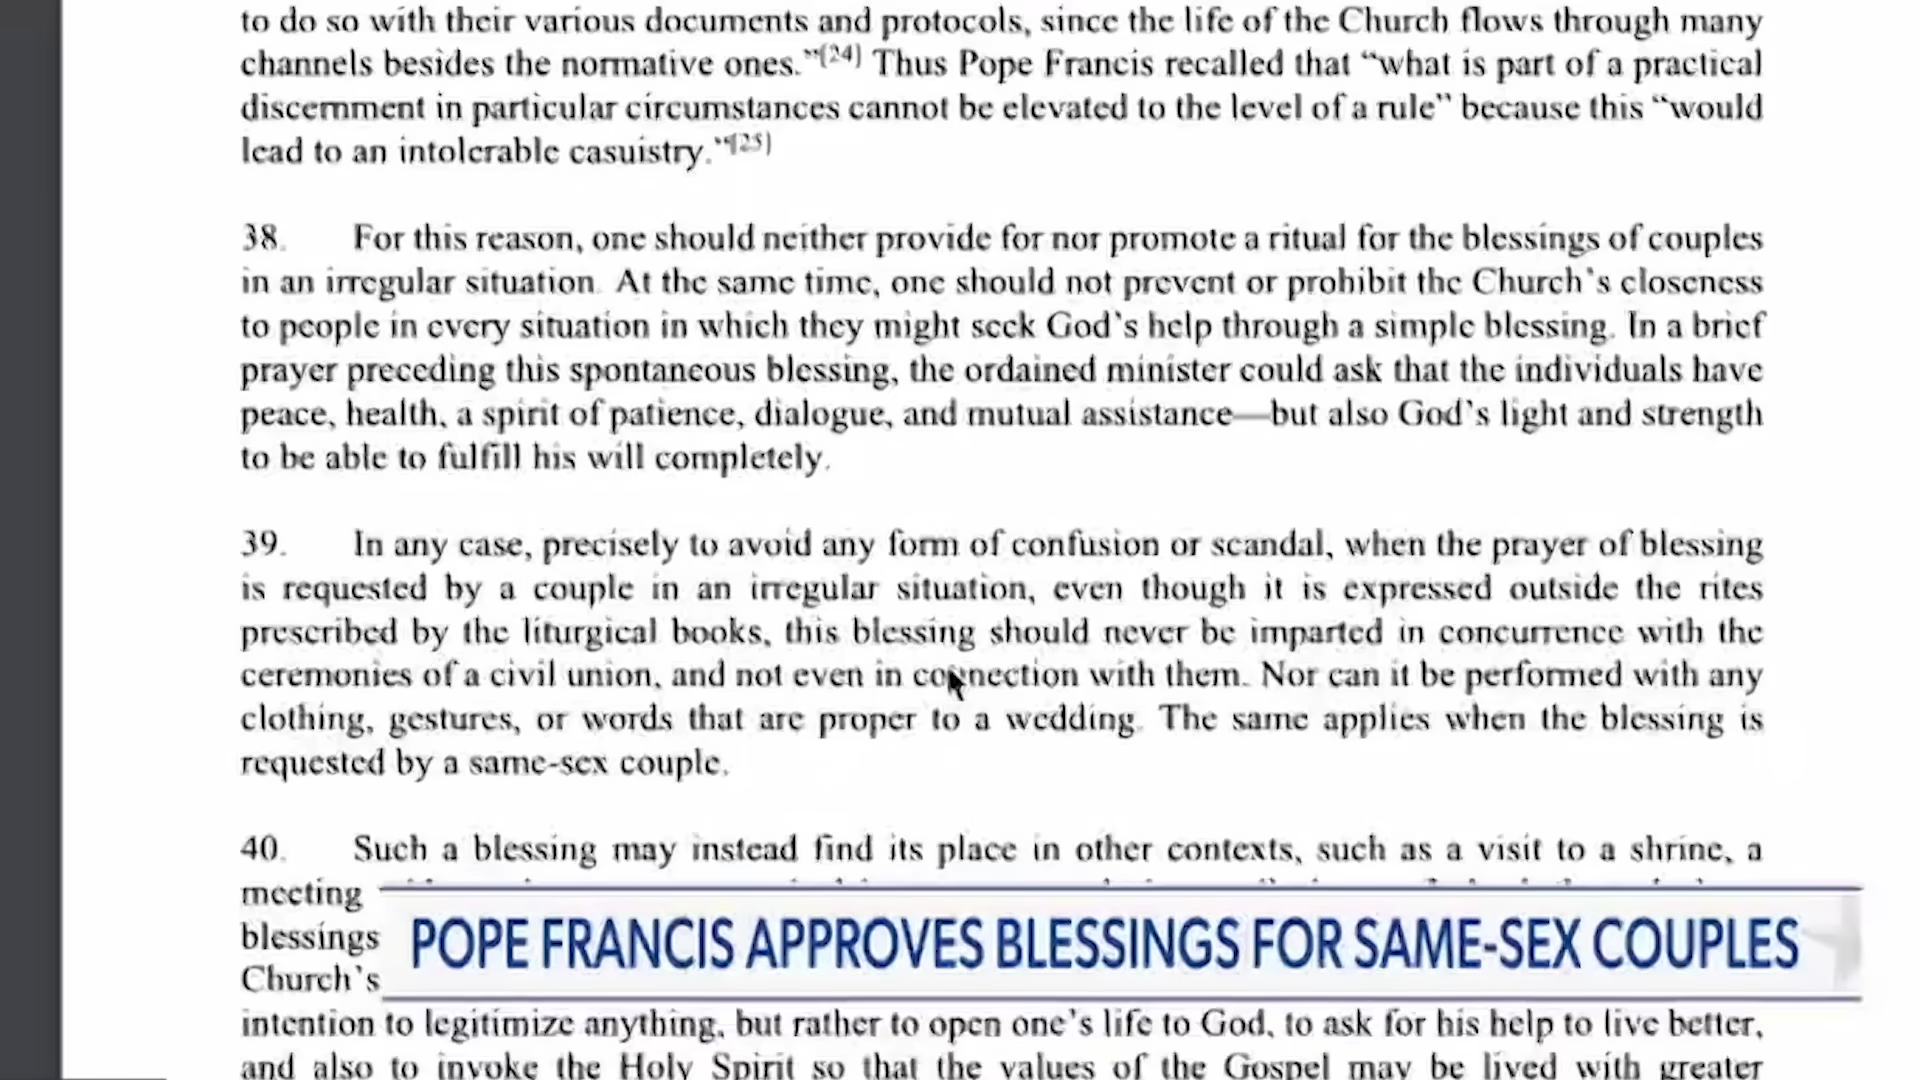 to do so with their various documents and protocols, since the life of the Church flows through many
channels besides the normative ones.”[24] Thus Pope Francis recalled that “what is part of a practical
discernment in particular circumstances cannot be elevated to the level of a rule” because this “would
lead to an intolerable casuistry.”[25]
38. For this reason, one should neither provide for nor promote a ritual for the blessings of couples
in an irregular situation. At the same time, one should not prevent or prohibit the Church’s closeness
to people in every situation in which they might seek God’s help through a simple blessing. In a brief
prayer preceding this spontaneous blessing, the ordained minister could ask that the individuals have
peace, health, a spirit of patience, dialogue, and mutual assistance—but also God’s light and strength
to be able to fulfill his will completely.
39. In any case, precisely to avoid any form of confusion or scandal, when the prayer of blessing
is requested by a couple in an irregular situation, even though it is expressed outside the rites
prescribed by the liturgical books, this blessing should never be imparted in concurrence with the
ceremonies of a civil union, and not even in connection with them. Nor can it be performed with any
clothing, gestures, or words that are proper to a wedding. The same applies when the blessing is
requested by a same-sex couple.
40. Such a blessing may instead find its place in other contexts, such as a visit to a shrine, a
meeting
blessings
Church’s
POPE FRANCIS APPROVES BLESSINGS FOR SAME-SEX COUPLES
intention to legitimize anything, but rather to open one’s life to God, to ask for his help to live better,
and also to invoke the Holy Spirit so that the values of the Gospel may be lived with greater